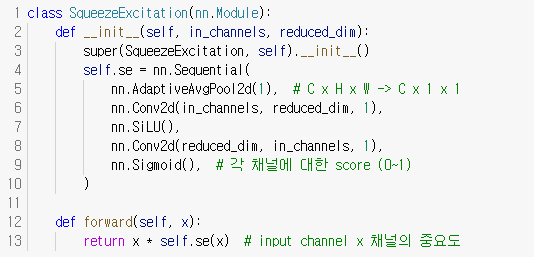 1 class SqueezeExcitation(nn.Module):
2     def __init__(self, in_channels, reduced_dim):
3         super(SqueezeExcitation, self).__init__()
4         self.se = nn.Sequential(
5             nn.AdaptiveAvgPool2d(1),  # C x H x W -> C x 1 x 1
6             nn.Conv2d(in_channels, reduced_dim, 1),
7             nn.SiLU(),
8             nn.Conv2d(reduced_dim, in_channels, 1),
9             nn.Sigmoid(),  # 각 채널에 대한 score (0~1)
10         )
11
12     def forward(self, x):
13         return x * self.se(x)  # input channel x 채널의 중요도